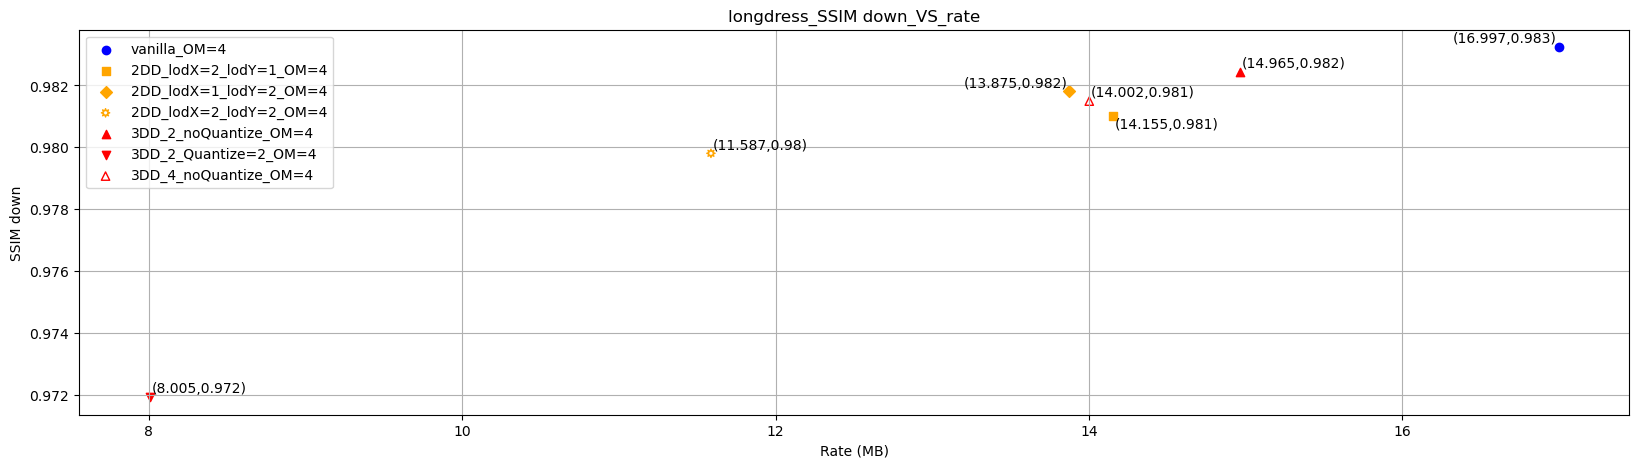 longdress_SSIM down_VS_rate
vanilla_OM=4
2DD_lodX=2_lodY=1_OM=4
2DD_lodX=1_lodY=2_OM=4
2DD_lodX=2_lodY=2_OM=4
3DD_2_noQuantize_OM=4
3DD_2_Quantize=2_OM=4
3DD_4_noQuantize_OM=4
(16.997,0.983)
(14.965,0.982)
(13.875,0.982)
(14.002,0.981)
(14.155,0.981)
(11.587,0.98)
(8.005,0.972)
SSIM down
0.982
0.980
0.978
0.976
0.974
0.972
8 10 12 14 16
Rate (MB)